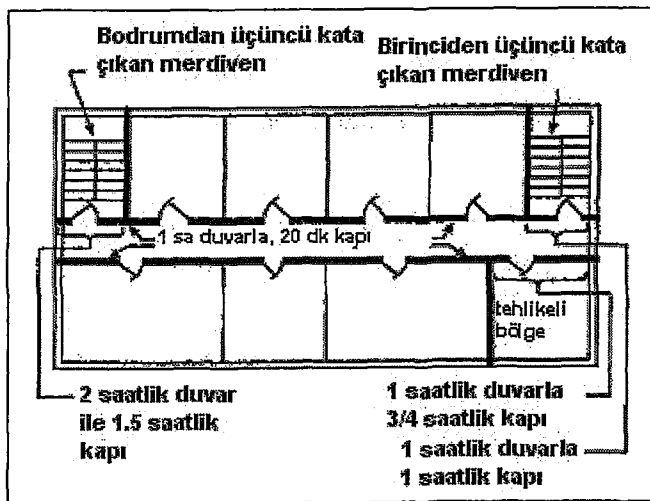 Bodrumdan üçüncü kata
çıkan merdiven
Birinciden üçüncü kata
çıkan merdiven
1 sa duvarla, 20 dk kapı
tehlikeli
bölge
2 saatlik duvar
ile 1.5 saatlik
kapı
1 saatlik duvarla
3/4 saatlik kapı
1 saatlik duvarla
1 saatlik kapı